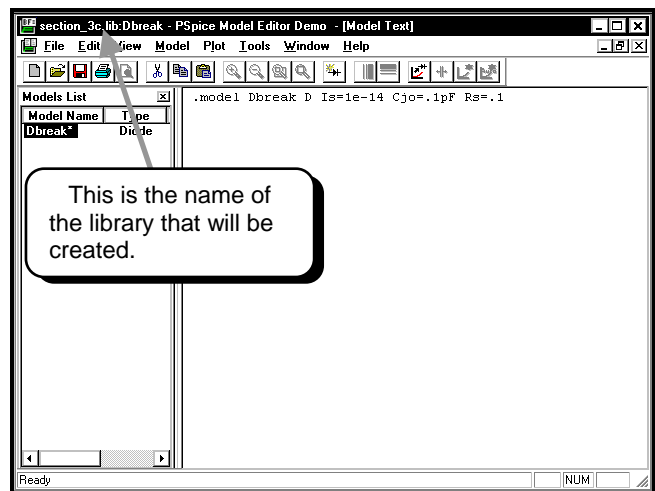 section_3c.lib:Dbreak - PSpice Model Editor Demo - [Model Text]
File Edit View Model Plot Tools Window Help
Models List
Model Name Type
Dbreak* Diode
.model Dbreak D Is=1e-14 Cjo=.1pF Rs=.1
This is the name of
the library that will be
created.
Ready NUM